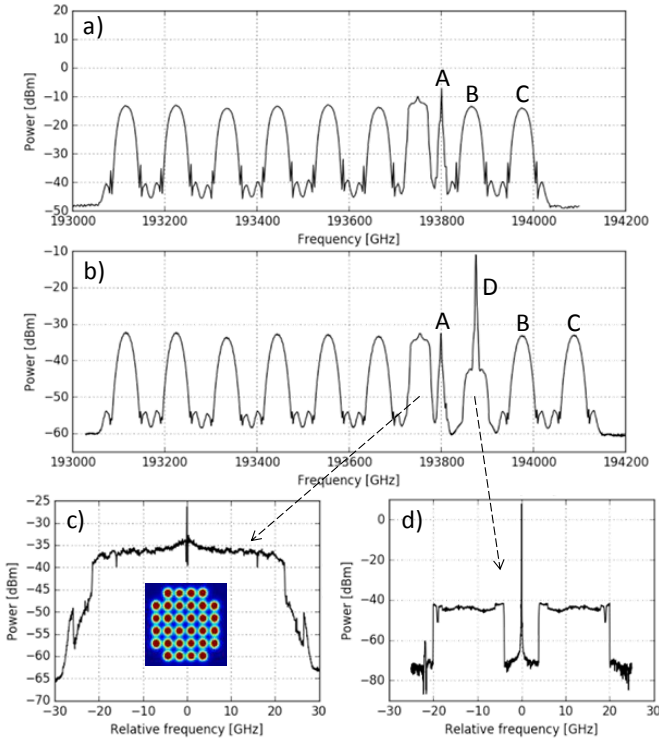 20
10
0
−10
−20
−30
−40
−50
Power [dBm]
a)
A
B
C
193000 193200 193400 193600 193800 194000 194200
Frequency [GHz]
−10
−20
−30
−40
−50
−60
Power [dBm]
b)
A
D
B
C
193000 193200 193400 193600 193800 194000 194200
Frequency [GHz]
−25
−30
−35
−40
−45
−50
−55
−60
−65
−70
Power [dBm]
c)
−30 −20 −10 0 10 20 30
Relative frequency [GHz]
0
−20
−40
−60
−80
Power [dBm]
d)
−30 −20 −10 0 10 20 30
Relative frequency [GHz]